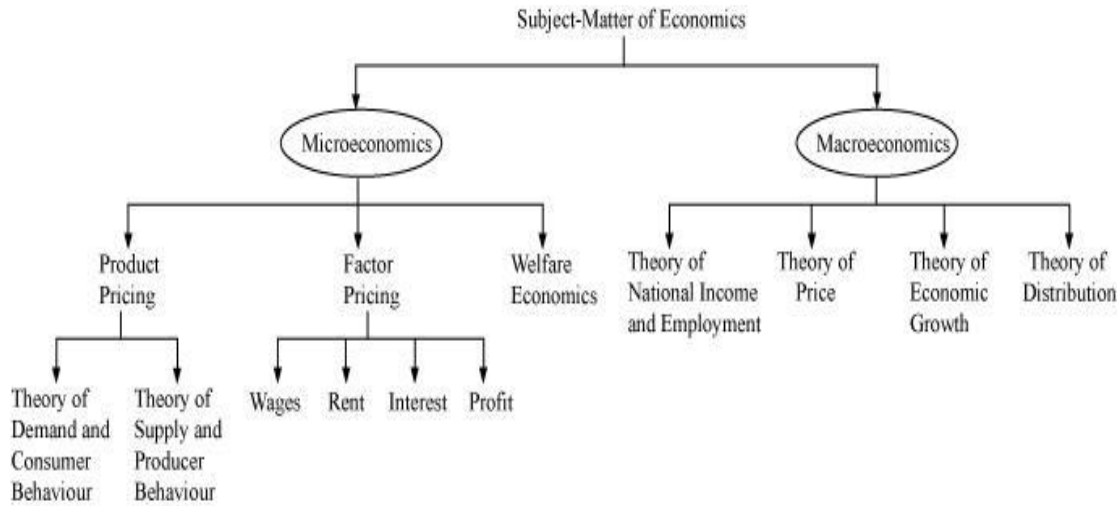 Subject-Matter of Economics
Microeconomics
Macroeconomics
Product
Pricing
Factor
Pricing
Welfare
Economics
Theory of
National Income
and Employment
Theory of
Price
Theory of
Economic
Growth
Theory of
Distribution
Theory of
Demand and
Consumer
Behaviour
Theory of
Supply and
Producer
Behaviour
Wages
Rent
Interest
Profit